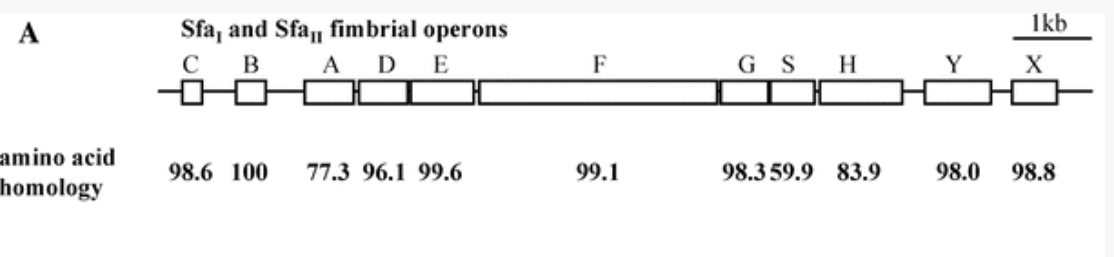 A
Sfa_I and Sfa_II fimbrial operons
1kb
C B A D E F G S H Y X
amino acid
homology
98.6 100 77.3 96.1 99.6 99.1 98.3 59.9 83.9 98.0 98.8